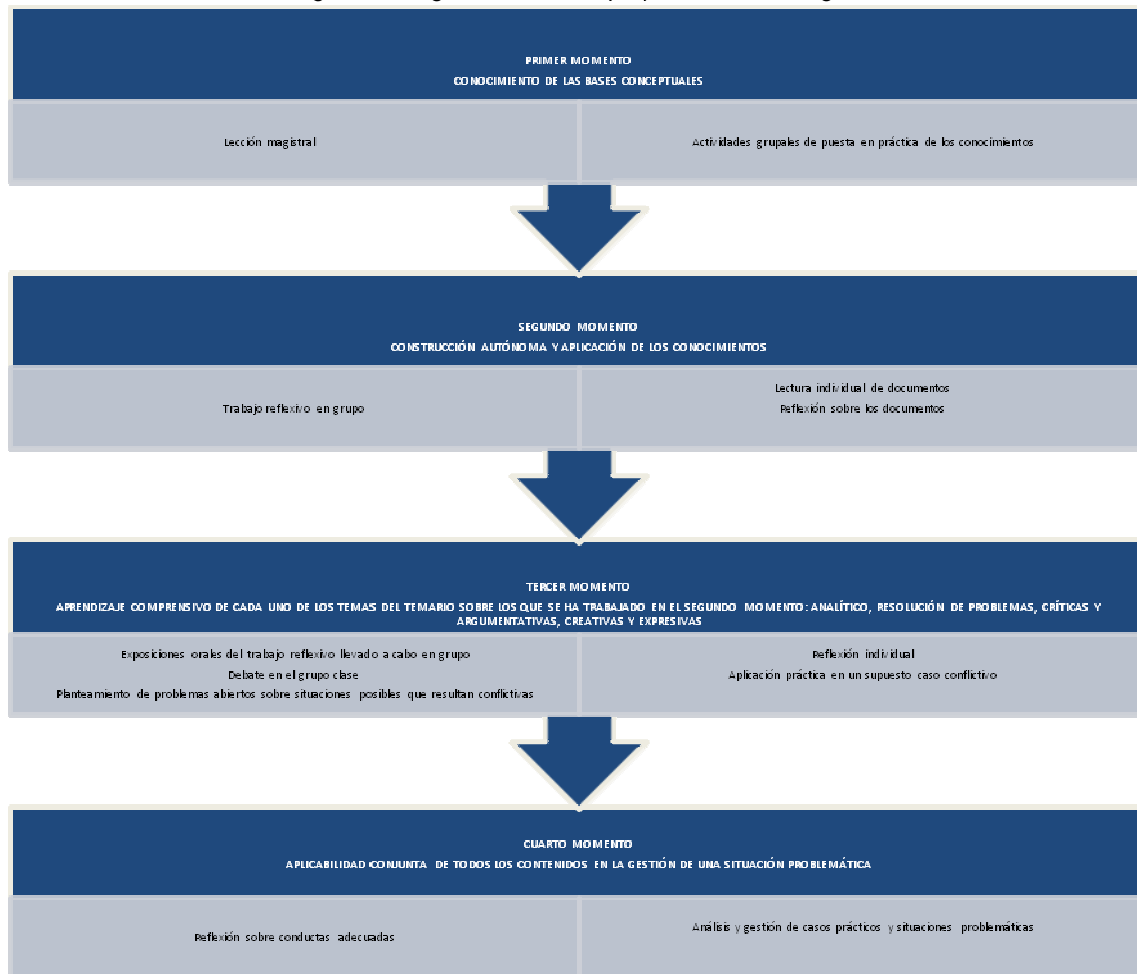 PRIMER MOMENTO
CONOCIMIENTO DE LAS BASES CONCEPTUALES
Lección magistral
Actividades grupales de puesta en práctica de los conocimientos
SEGUNDO MOMENTO
CONSTRUCCIÓN AUTÓNOMA Y APLICACIÓN DE LOS CONOCIMIENTOS
Trabajo reflexivo en grupo
Lectura individual de documentos
Reflexión sobre los documentos
TERCER MOMENTO
APRENDIZAJE COMPRENSIVO DE CADA UNO DE LOS TEMAS DEL TEMARIO SOBRE LOS QUE SE HA TRABAJADO EN EL SEGUNDO MOMENTO: ANALÍTICO, RESOLUCIÓN DE PROBLEMAS, CRÍTICAS Y
ARGUMENTATIVAS, CREATIVAS Y EXPRESIVAS
Exposiciones orales del trabajo reflexivo llevado a cabo en grupo
Debate en el grupo clase
Planteamiento de problemas abiertos sobre situaciones posibles que resultan conflictivas
Reflexión individual
Aplicación práctica en un supuesto caso conflictivo
CUARTO MOMENTO
APLICABILIDAD CONJUNTA DE TODOS LOS CONTENIDOS EN LA GESTIÓN DE UNA SITUACIÓN PROBLEMÁTICA
Reflexión sobre conductas adecuadas
Análisis y gestión de casos prácticos y situaciones problemáticas